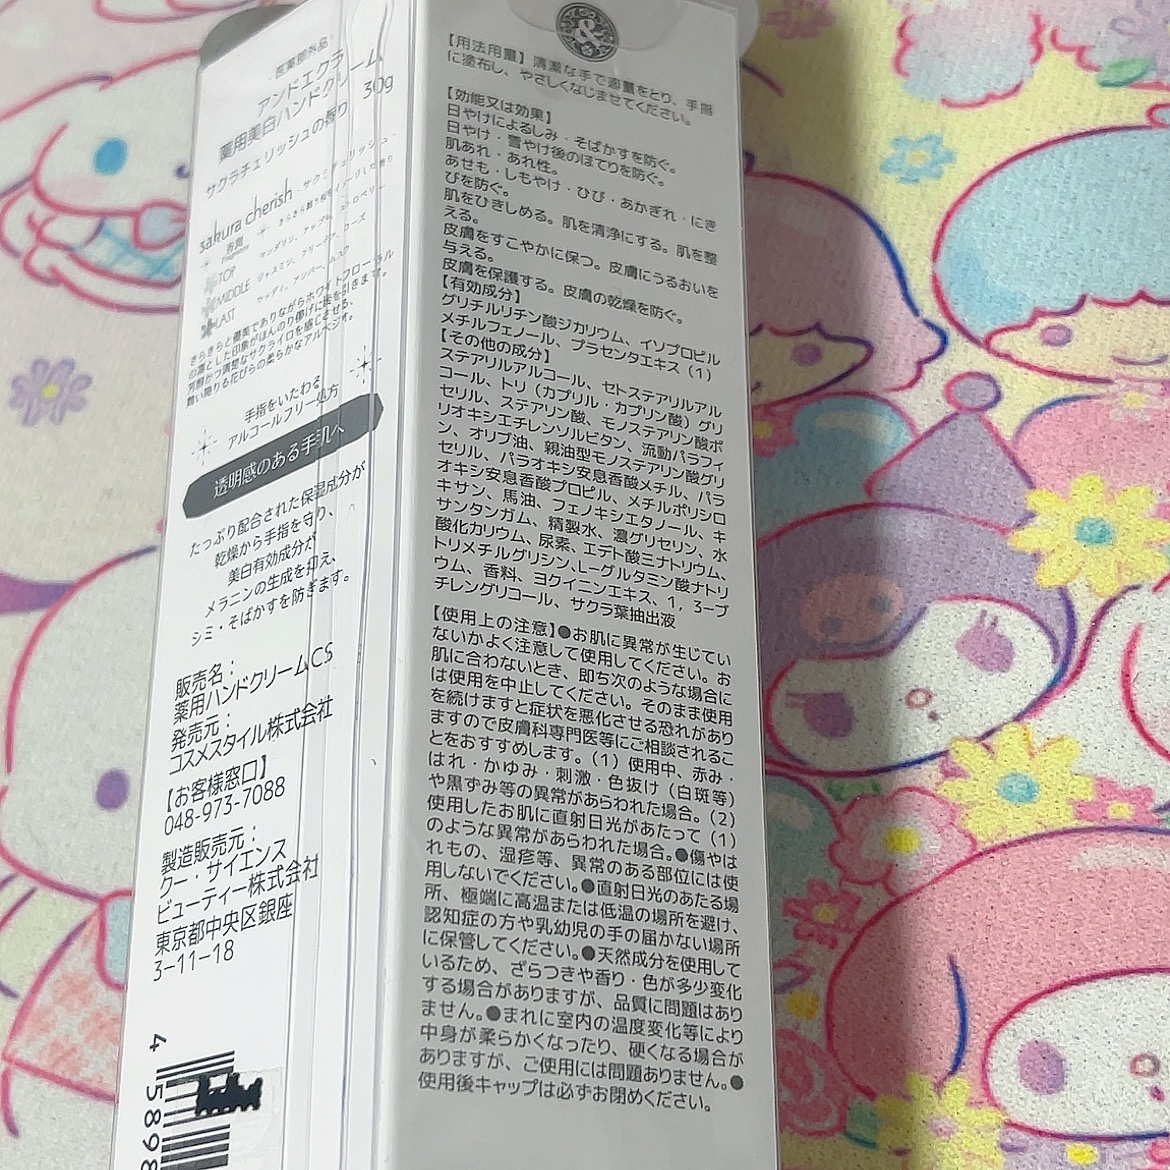 医薬部外品
アンドエクラ
薬用美白ハンドクリーム
サクラチェリッシュの香り 30g
sakura cherish
香調
TOP
MIDDLE
LAST
手指をいたわる
アルコールフリー処方
透明感のある手肌へ
たっぷり配合された保湿成分が
乾燥から手指を守り、
美白有効成分が
メラニンの生成を抑え、
シミ・そばかすを防ぎます。
販売名：
薬用ハンドクリームCS
発売元：
コスメスタイル株式会社
【お客様窓口】
048-973-7088
製造販売元：
クー・サイエンス
ビューティー株式会社
東京都中央区銀座
3-11-18
4 5898
&
【用法用量】清潔な手で適量をとり、手指
に塗布し、やさしくなじませてください。
【効能又は効果】
日やけによるしみ・そばかすを防ぐ。
日やけ・雪やけ後のほてりを防ぐ。
肌あれ・あれ性。
あせも・しもやけ・ひび・あかぎれ・にき
びを防ぐ。
肌をひきしめる。肌を清浄にする。肌を整
える。
皮膚をすこやかに保つ。皮膚にうるおいを
与える。
皮膚を保護する。皮膚の乾燥を防ぐ。
【有効成分】
グリチルリチン酸ジカリウム、イソプロピル
メチルフェノール、プラセンタエキス（1）
【その他の成分】
ステアリルアルコール、セトステアリルアル
コール、トリ（カプリル・カプリン酸）グリ
セリル、ステアリン酸、モノステアリン酸ポ
リオキシエチレンソルビタン、流動パラフィ
ン、オリブ油、親油型モノステアリン酸グリ
セリル、パラオキシ安息香酸メチル、パラ
オキシ安息香酸プロピル、メチルポリシロ
キサン、馬油、フェノキシエタノール、キ
サンタンガム、精製水、濃グリセリン、水
酸化カリウム、尿素、エデト酸ミナトリウム、
トリメチルグリシン、L-グルタミン酸ナトリ
ウム、香料、ヨクイニンエキス、1，3-ブ
チレングリコール、サクラ葉抽出液
【使用上の注意】●お肌に異常が生じてい
ないかよく注意して使用してください。お
肌に合わないとき、即ち次のような場合に
は使用を中止してください。そのまま使用
を続けますと症状を悪化させる恐れがあり
ますので皮膚科専門医等にご相談されるこ
とをおすすめします。（1）使用中、赤み・
はれ・かゆみ・刺激・色抜け（白斑等）
や黒ずみ等の異常があらわれた場合。（2）
使用したお肌に直射日光があたって（1）
のような異常があらわれた場合。●傷やは
れもの、湿疹等、異常のある部位には使
用しないでください。●直射日光のあたる場
所、極端に高温または低温の場所を避け、
認知症の方や乳幼児の手の届かない場所
に保管してください。●天然成分を使用して
いるため、ざらつきや香り・色が多少変化
する場合がありますが、品質に問題はあり
ません。●まれに室内の温度変化等により
中身が柔らかくなったり、硬くなる場合が
ありますが、ご使用には問題ありません。●
使用後キャップは必ずお閉めください。